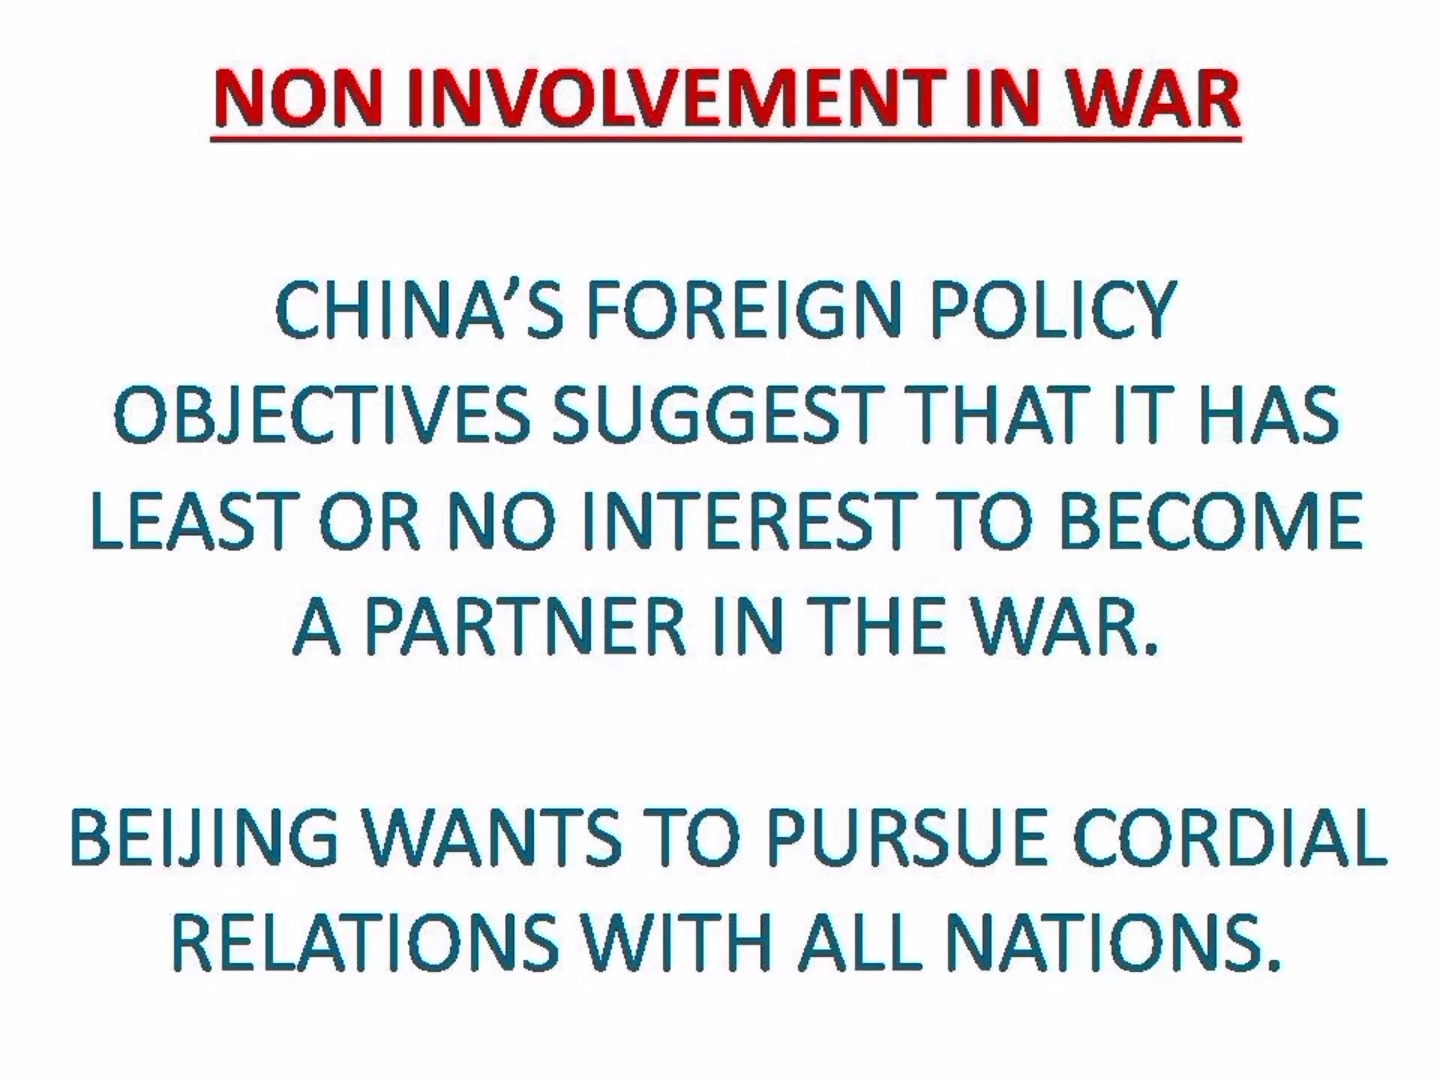 NON INVOLVEMENT IN WAR
CHINA’S FOREIGN POLICY
OBJECTIVES SUGGEST THAT IT HAS
LEAST OR NO INTEREST TO BECOME
A PARTNER IN THE WAR.
BEIJING WANTS TO PURSUE CORDIAL
RELATIONS WITH ALL NATIONS.